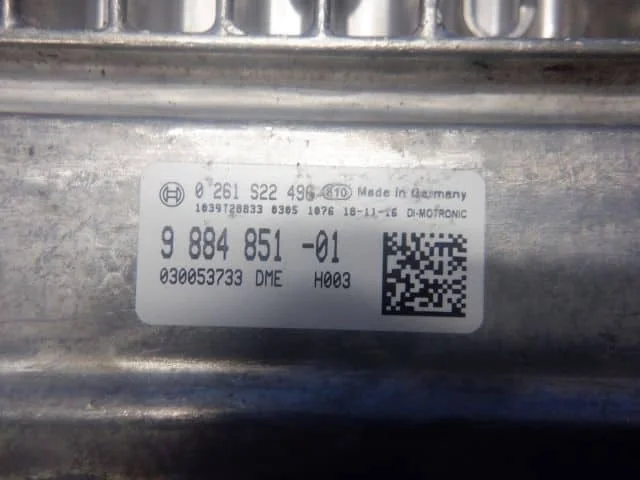 0 261 S22 496 810 Made in Germany
1039T28833 0305 1076 18-11-16 DI-MOTRONIC
9 884 851 -01
030053733 DME H003